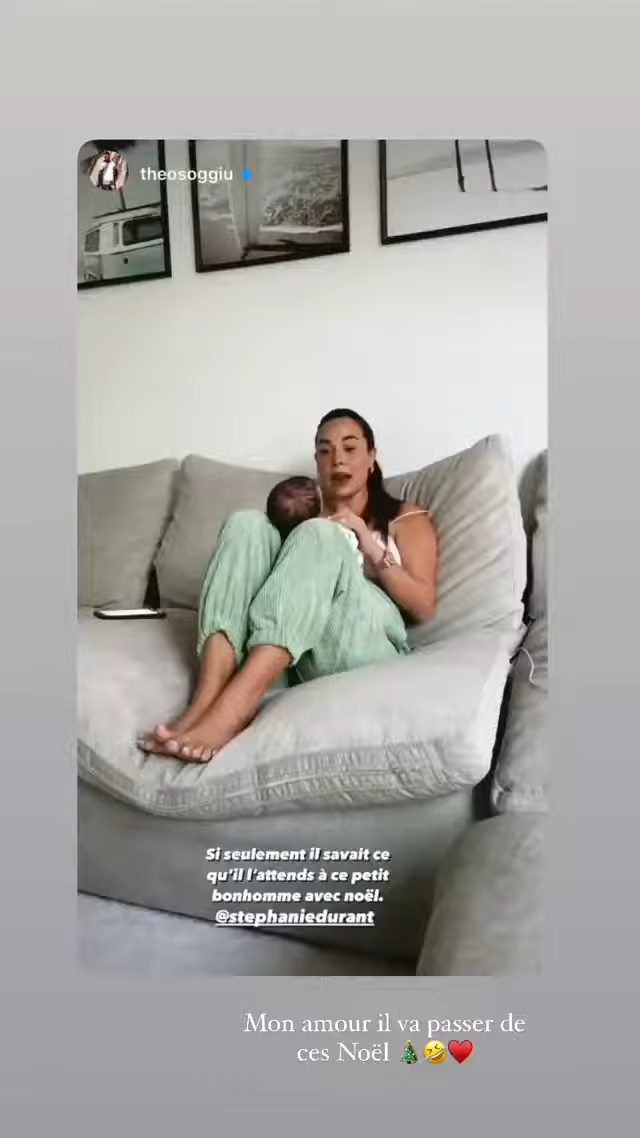 theosoggiu
Si seulement il savait ce
qu'il l'attends à ce petit
bonhomme avec noël.
@stephaniedurant
Mon amour il va passer de
ces Noël 🎄🤣♥️